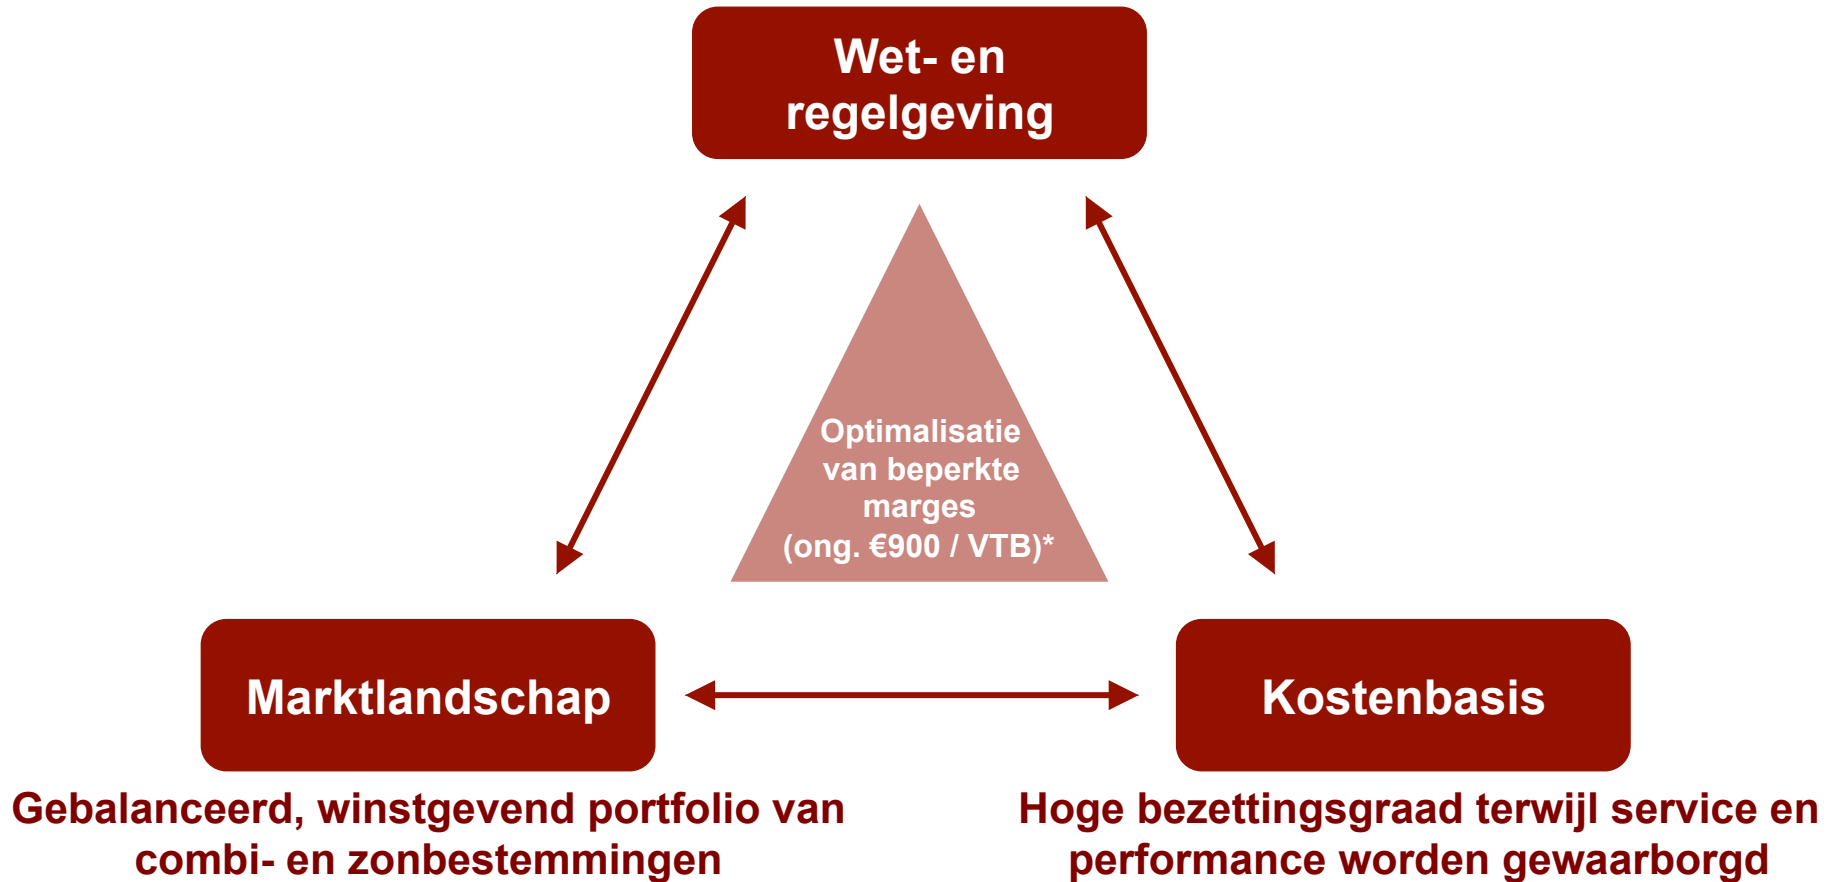 Wet- en
regelgeving
Optimalisatie
van beperkte
marges
(ong. €900 / VTB)*
Marktlandschap
Kostenbasis
Gebalanceerd, winstgevend portfolio van
combi- en zonbestemmingen
Hoge bezettingsgraad terwijl service en
performance worden gewaarborgd